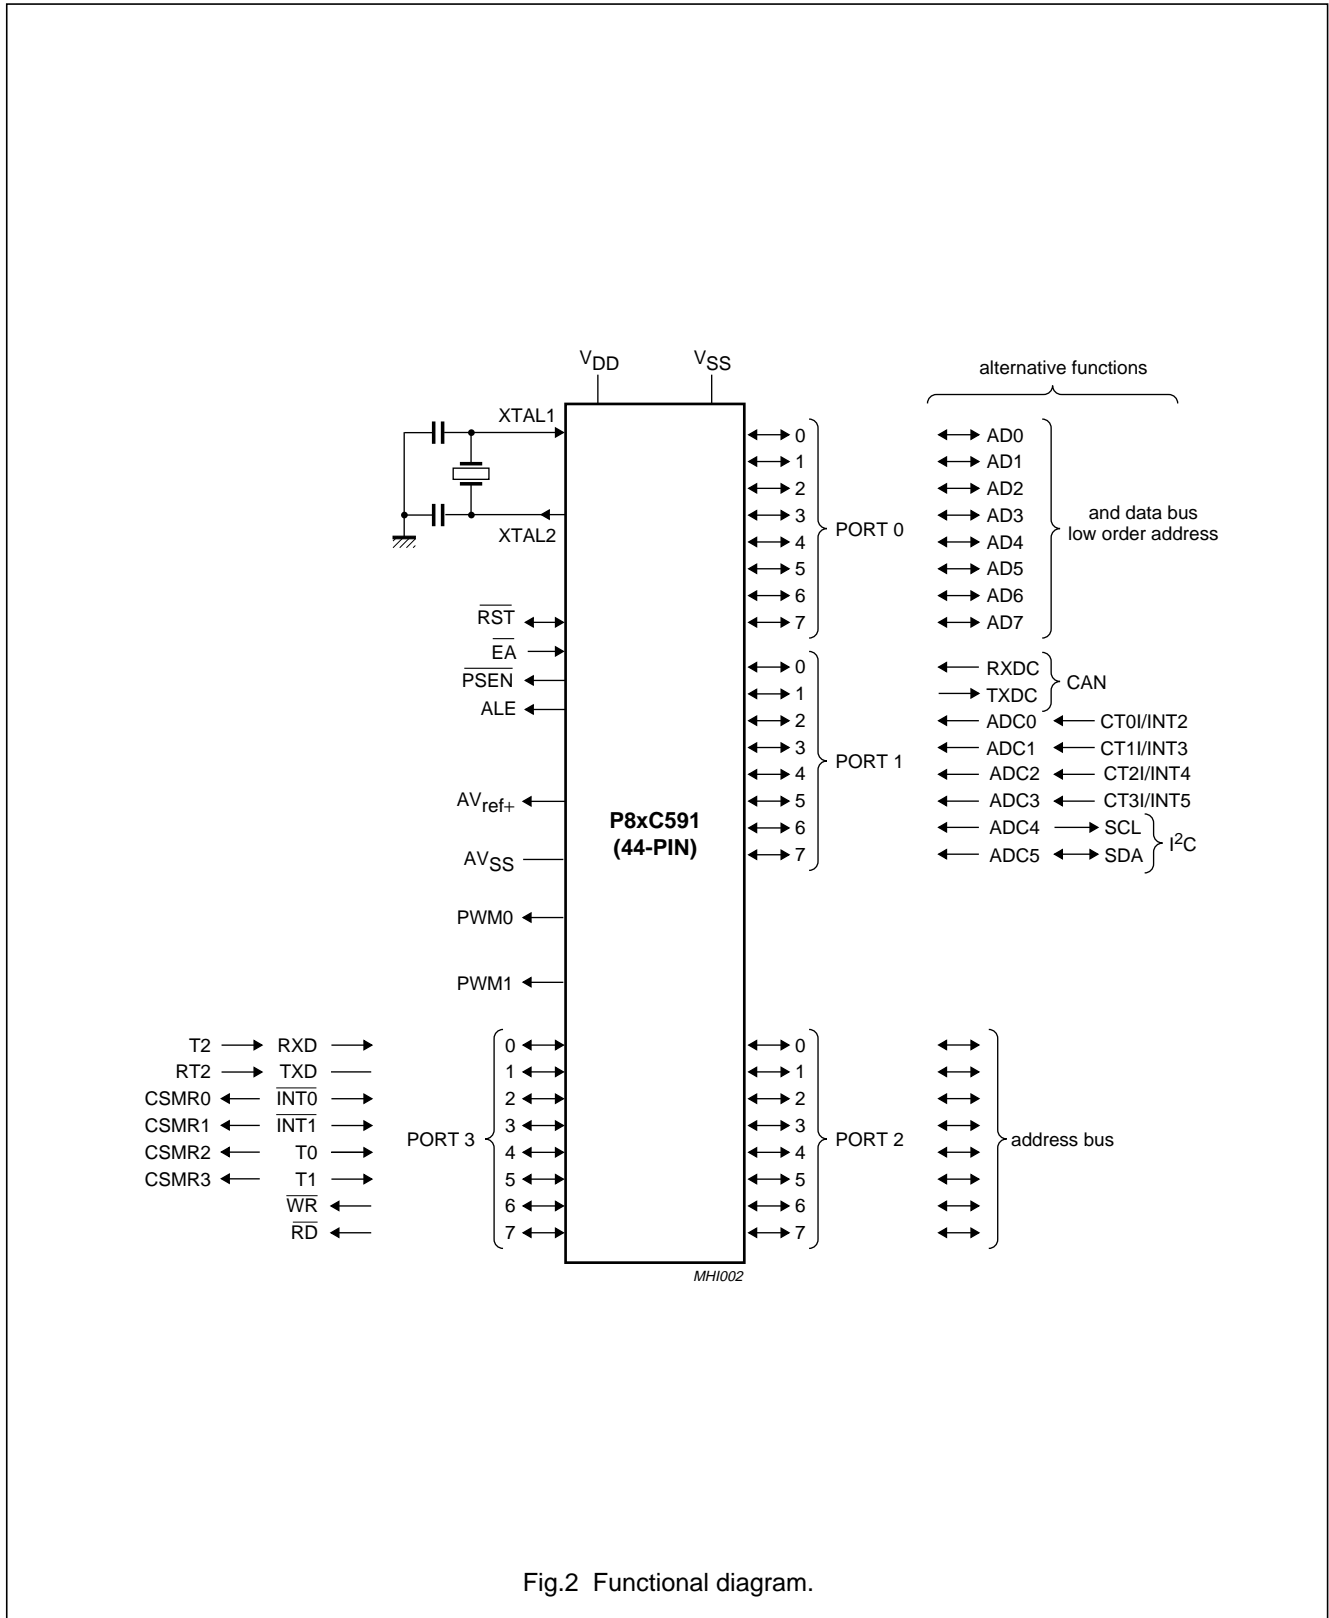 VDD VSS
alternative functions
XTAL1
XTAL2
RST
EA
PSEN
ALE
AVref+
AVSS
PWM0
PWM1
P8xC591
(44-PIN)
0 AD0
1 AD1
2 AD2
3 AD3
4 AD4
5 AD5
6 AD6
7 AD7
PORT 0
and data bus
low order address
0 RXDC
1 TXDC
CAN
2 ADC0 CT0I/INT2
3 ADC1 CT1I/INT3
4 ADC2 CT2I/INT4
5 ADC3 CT3I/INT5
6 ADC4 SCL
7 ADC5 SDA
PORT 1
I2C
T2 RXD 0
RT2 TXD 1
CSMR0 INT0 2
CSMR1 INT1 3
CSMR2 T0 4
CSMR3 T1 5
WR 6
RD 7
PORT 3
0
1
2
3
4
5
6
7
PORT 2
address bus
MHI002
Fig.2 Functional diagram.